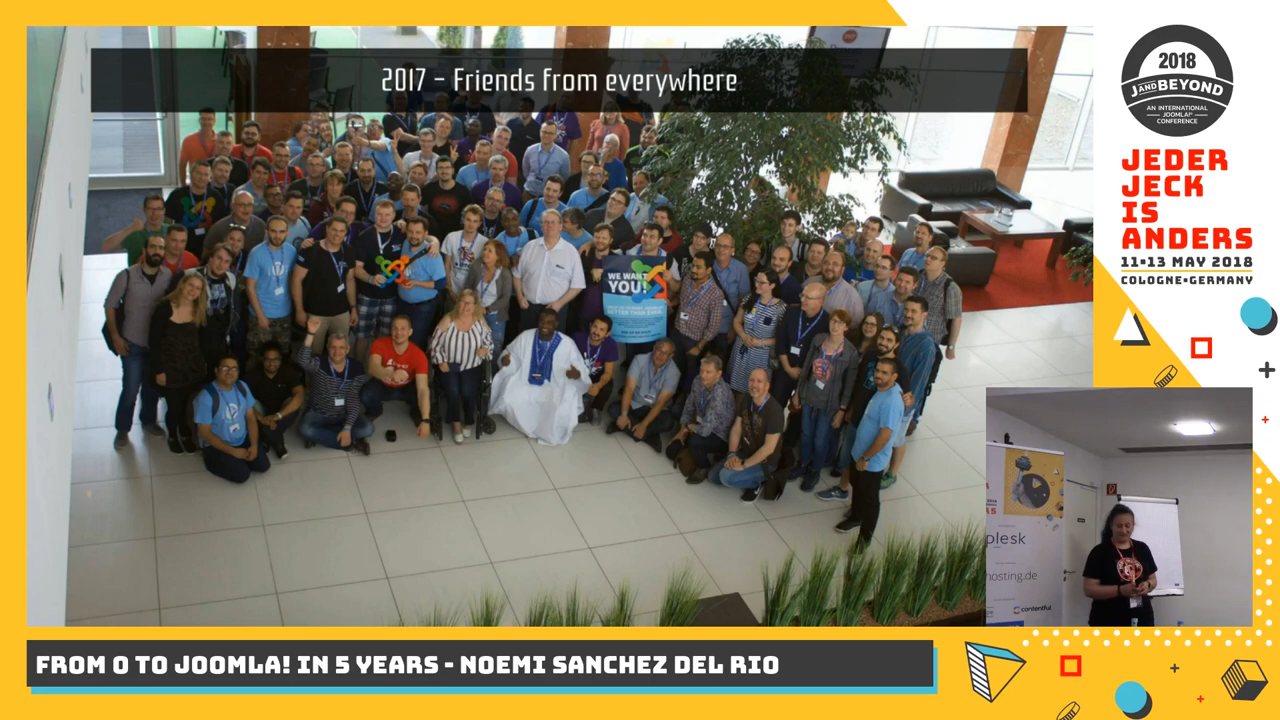 2017 - Friends from everywhere
WE WANT
YOU!
2018
J AND BEYOND
AN INTERNATIONAL
JOOMLA!®
CONFERENCE
JEDER
JECK
IS
ANDERS
11-13 MAY 2018
COLOGNE▪GERMANY
plesk
hosting.de
contentful
FROM 0 TO JOOMLA! IN 5 YEARS - NOEMI SANCHEZ DEL RIO